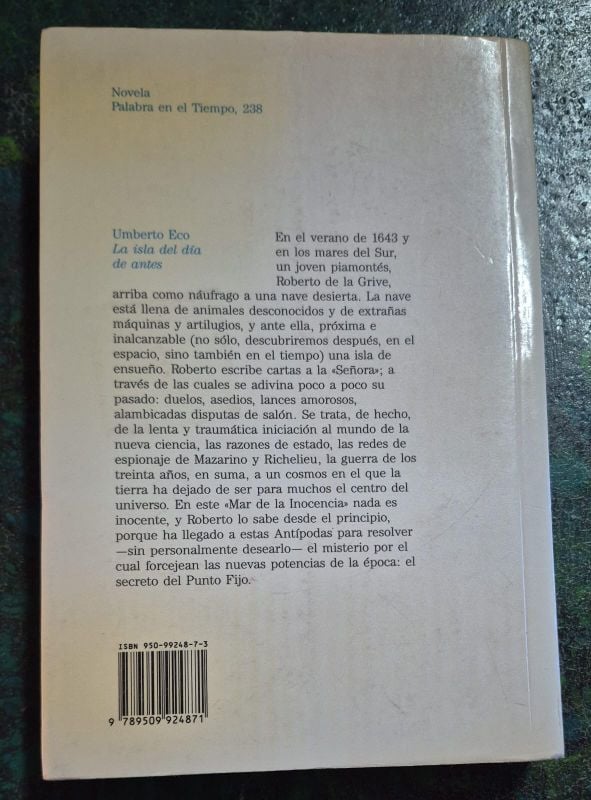 Novela
Palabra en el Tiempo, 238
Umberto Eco
La isla del día
de antes
En el verano de 1643 y
en los mares del Sur,
un joven piamontés,
Roberto de la Grive,
arriba como náufrago a una nave desierta. La nave
está llena de animales desconocidos y de extrañas
máquinas y artilugios, y ante ella, próxima e
inalcanzable (no sólo, descubriremos después, en el
espacio, sino también en el tiempo) una isla de
ensueño. Roberto escribe cartas a la «Señora»; a
través de las cuales se adivina poco a poco su
pasado: duelos, asedios, lances amorosos,
alambicadas disputas de salón. Se trata, de hecho,
de la lenta y traumática iniciación al mundo de la
nueva ciencia, las razones de estado, las redes de
espionaje de Mazarino y Richelieu, la guerra de los
treinta años, en suma, a un cosmos en el que la
tierra ha dejado de ser para muchos el centro del
universo. En este «Mar de la Inocencia» nada es
inocente, y Roberto lo sabe desde el principio,
porque ha llegado a estas Antípodas para resolver
—sin personalmente desearlo— el misterio por el
cual forcejean las nuevas potencias de la época: el
secreto del Punto Fijo.
ISBN 950-99248-7-3
9 789509 924871